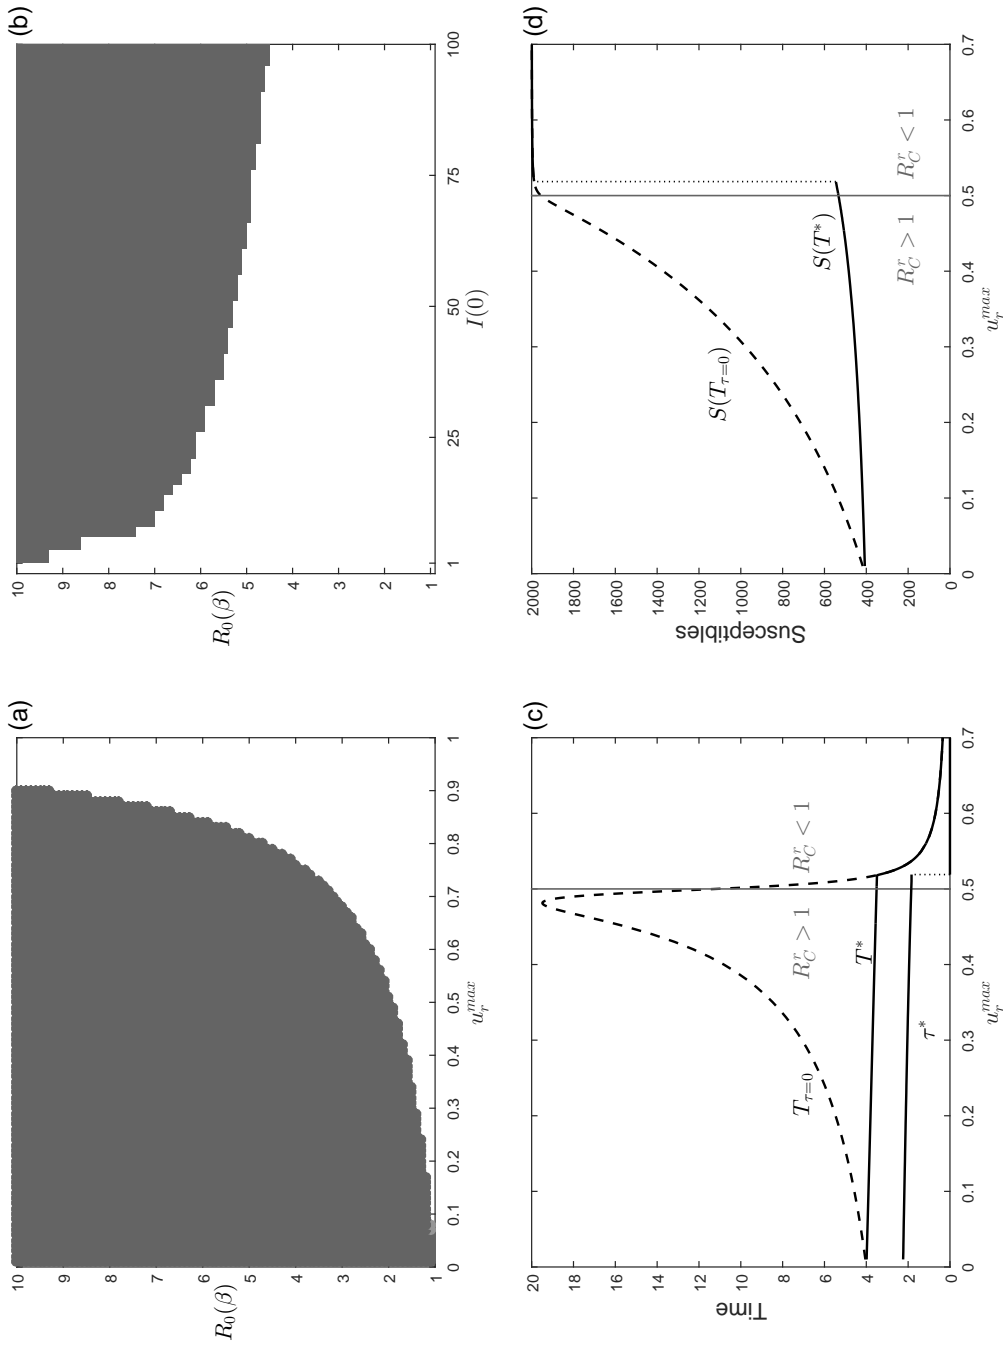 (a)
R₀(β)
10
9
8
7
6
5
4
3
2
1
0 0.1 0.2 0.3 0.4 0.5 0.6 0.7 0.8 0.9 1
u_r^{max}
(b)
R₀(β)
10
9
8
7
6
5
4
3
2
1
1 25 50 75 100
I(0)
(c)
Time
20
18
16
14
12
10
8
6
4
2
0
T_{τ=0}
R_C^r > 1
R_C^r < 1
T*
τ*
0 0.1 0.2 0.3 0.4 0.5 0.6 0.7
u_r^{max}
(d)
Susceptibles
2000
1800
1600
1400
1200
1000
800
600
400
200
0
S(T_{τ=0})
S(T*)
R_C^r > 1
R_C^r < 1
0 0.1 0.2 0.3 0.4 0.5 0.6 0.7
u_r^{max}